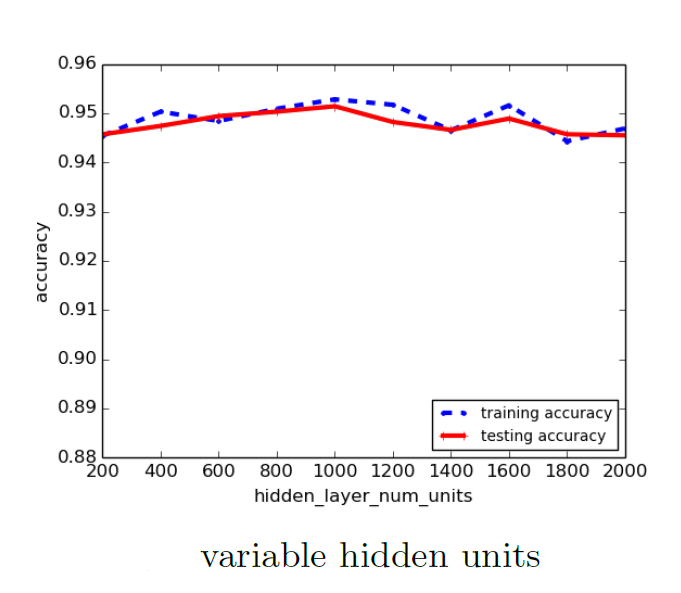 0.96
0.95
0.94
0.93
0.92
0.91
0.90
0.89
0.88
accuracy
training accuracy
testing accuracy
200 400 600 800 1000 1200 1400 1600 1800 2000
hidden_layer_num_units
variable hidden units